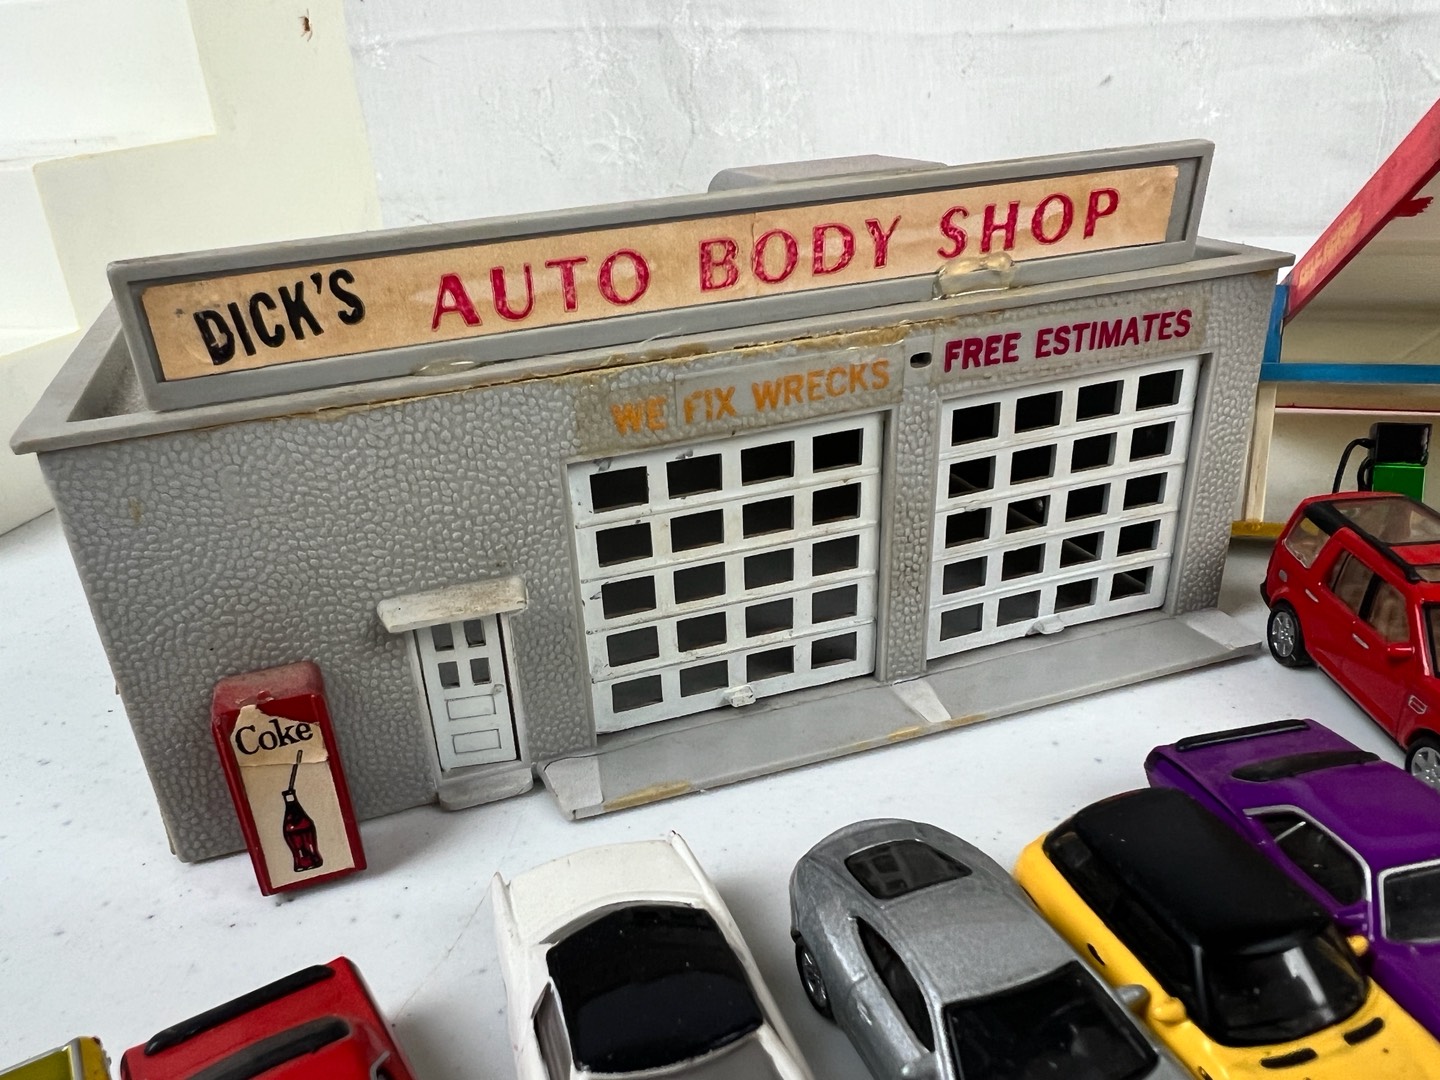 DICK'S AUTO BODY SHOP
WE FIX WRECKS
FREE ESTIMATES
Coke